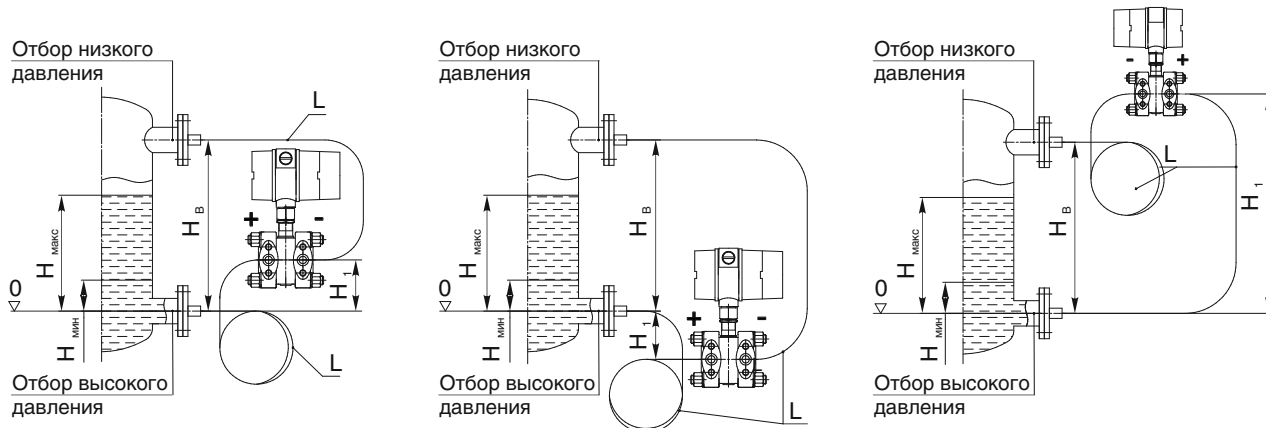 Отбор низкого
давления
L
+
-
H в
H макс
H 1
0
H мин
L
Отбор высокого
давления
Отбор низкого
давления
H в
H макс
0
+
-
H 1
H мин
L
Отбор высокого
давления
-
+
Отбор низкого
давления
L
H в
H 1
H макс
0
H мин
Отбор высокого
давления